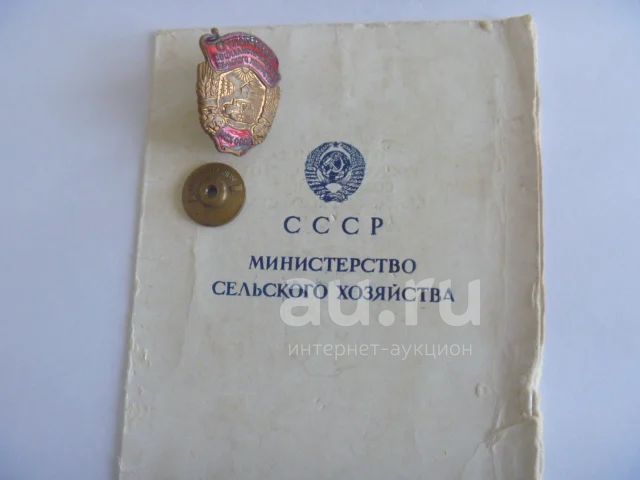 СССР
МИНИСТЕРСТВО
СЕЛЬСКОГО ХОЗЯЙСТВА
au.ru
интернет-аукцион